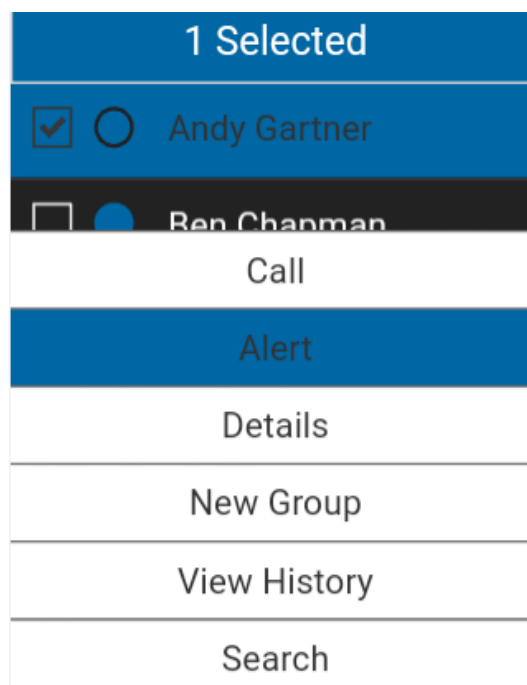 1 Selected
Andy Gartner
Ben Chapman
Call
Alert
Details
New Group
View History
Search